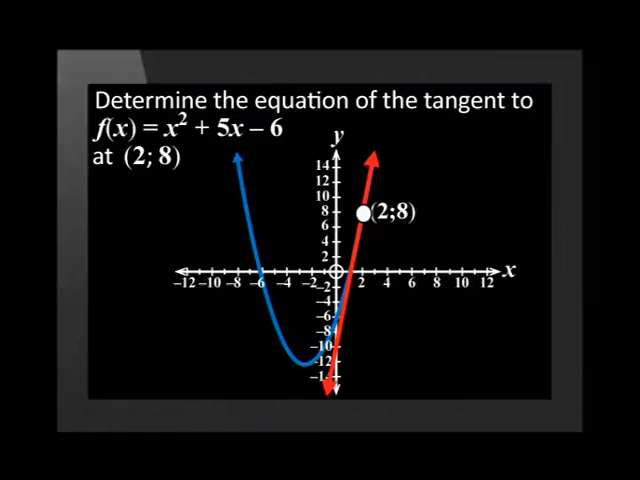 Determine the equation of the tangent to
f(x) = x² + 5x – 6
at (2; 8)
y
14
12
10
8
(2;8)
6
4
2
x
–12 –10 –8 –6 –4 –2 2 4 6 8 10 12
–2
–4
–6
–8
–10
–12
–14